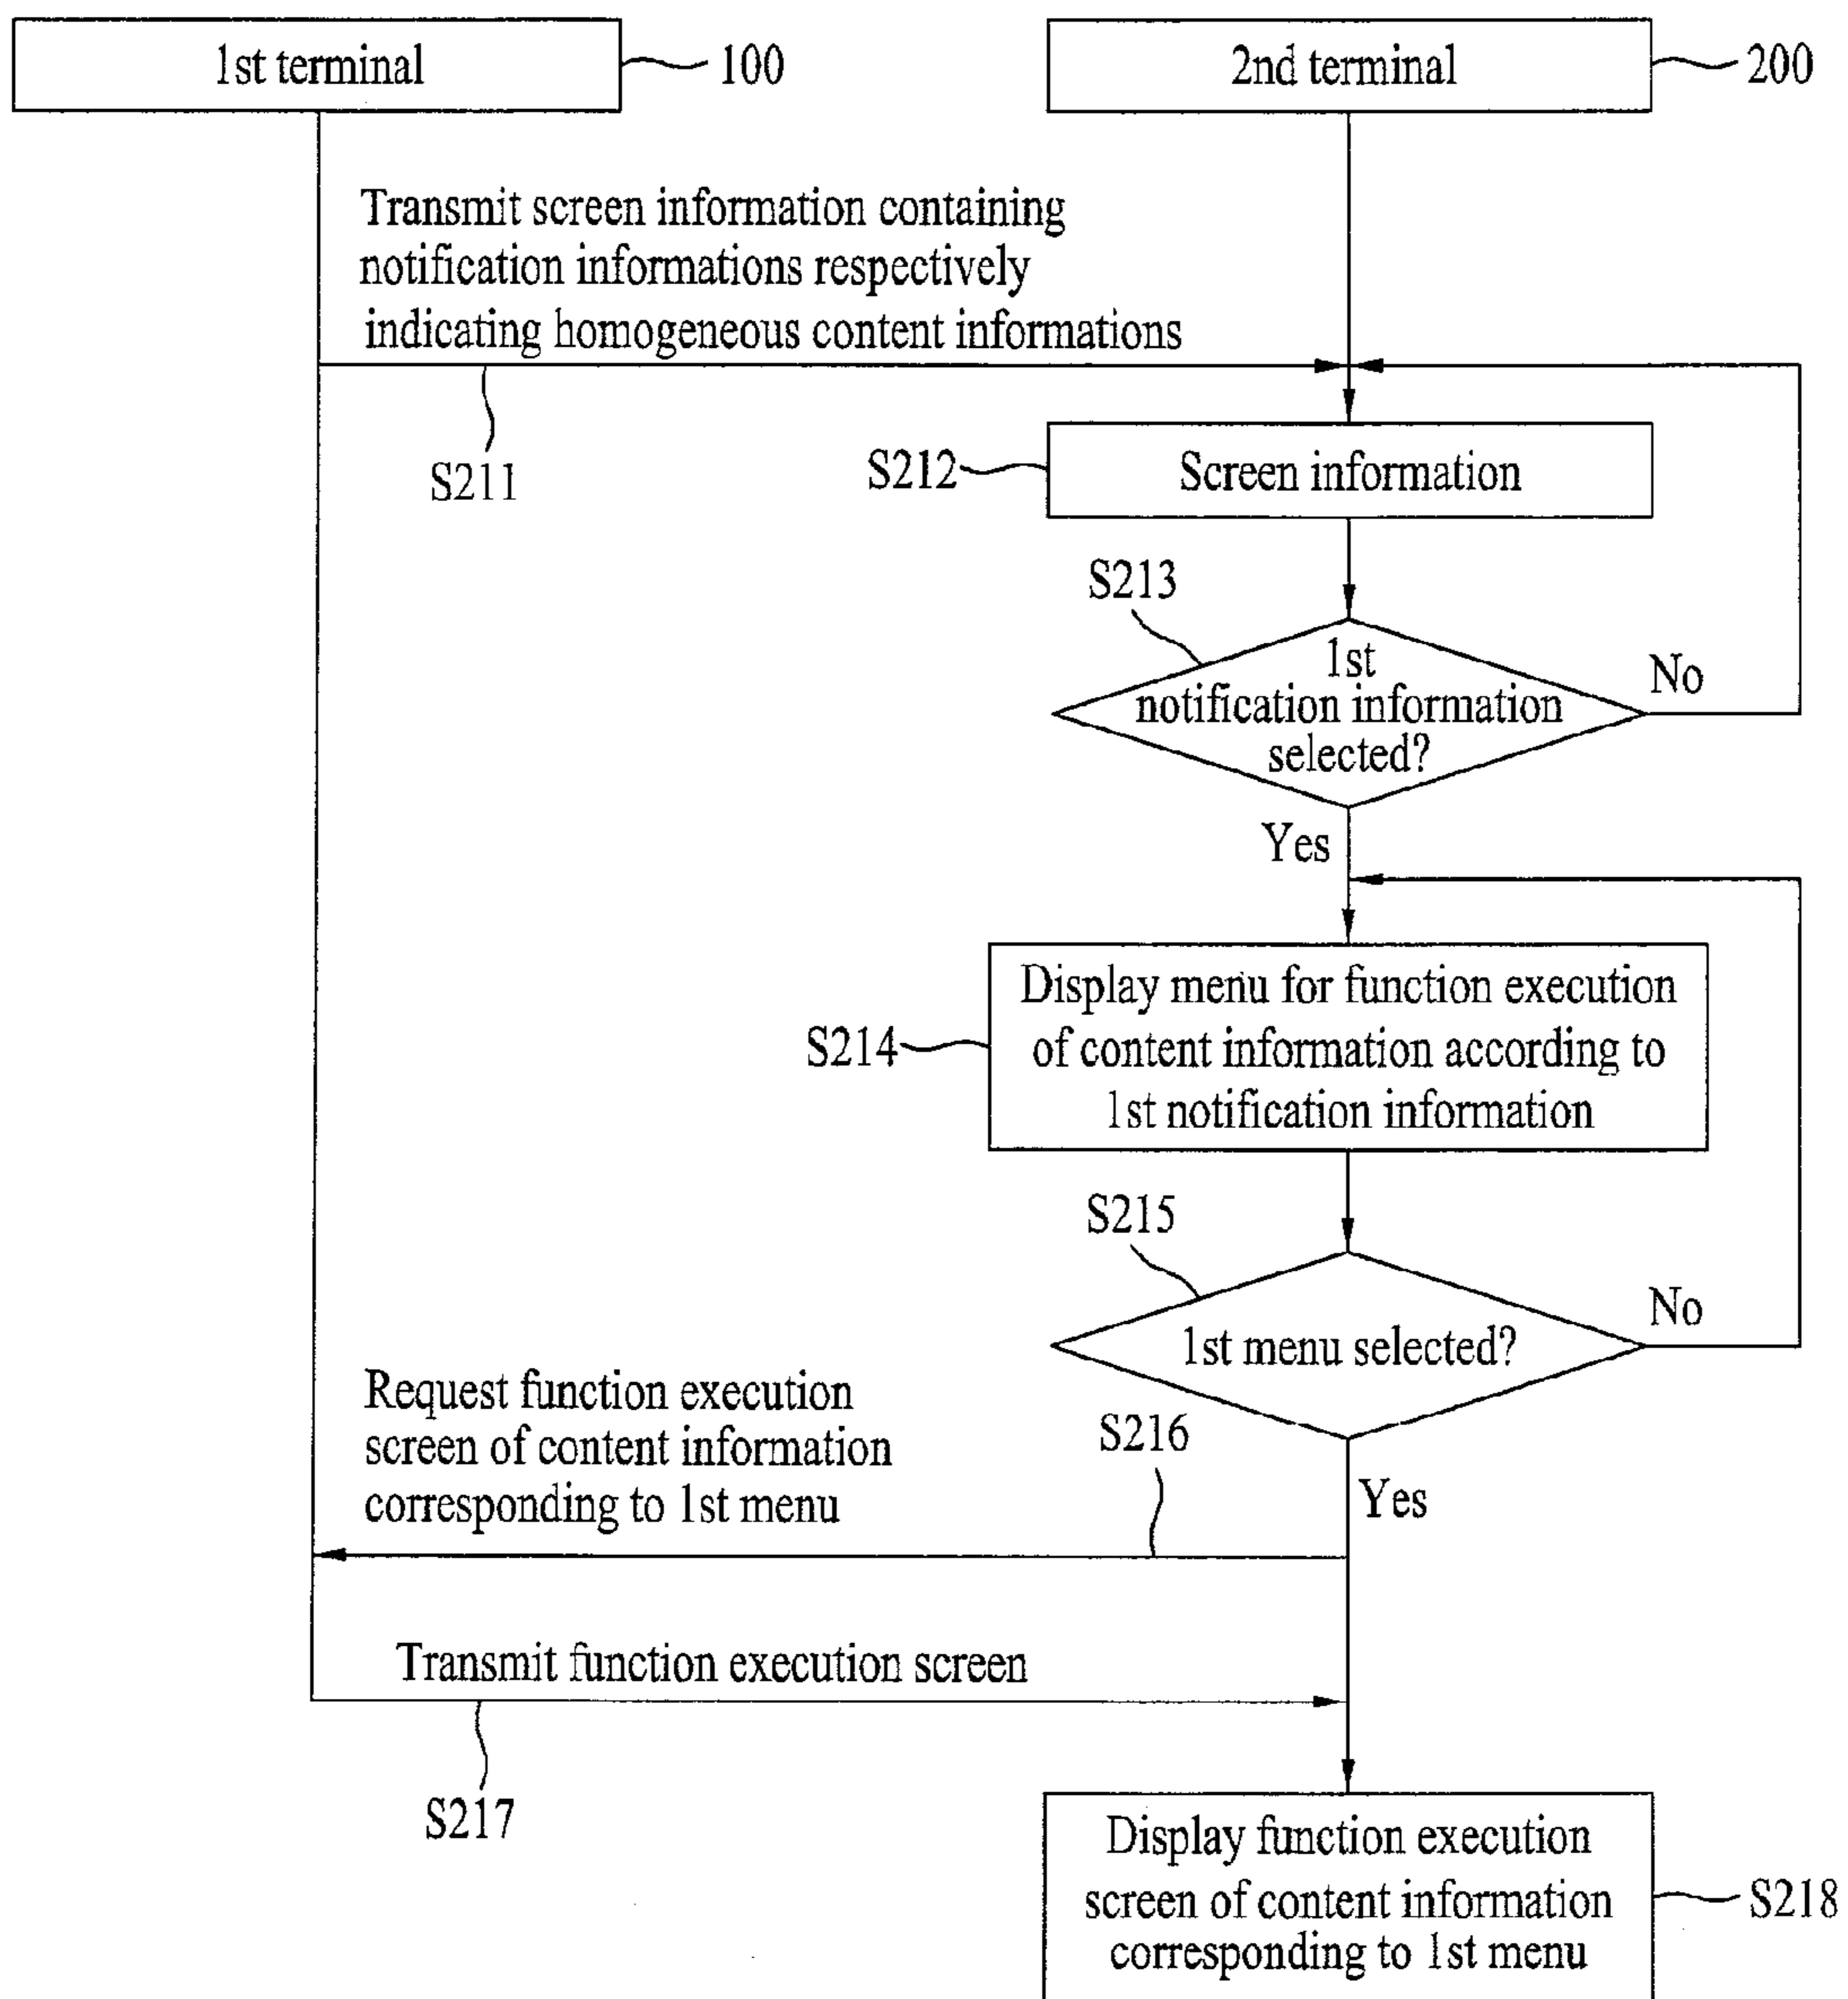 1st terminal
100
2nd terminal
200
Transmit screen information containing
notification informations respectively
indicating homogeneous content informations
S211
S212
Screen information
S213
1st
notification information
selected?
No
Yes
S214
Display menu for function execution
of content information according to
1st notification information
S215
1st menu selected?
No
Request function execution
screen of content information
corresponding to 1st menu
S216
Yes
Transmit function execution screen
S217
Display function execution
screen of content information
corresponding to 1st menu
S218